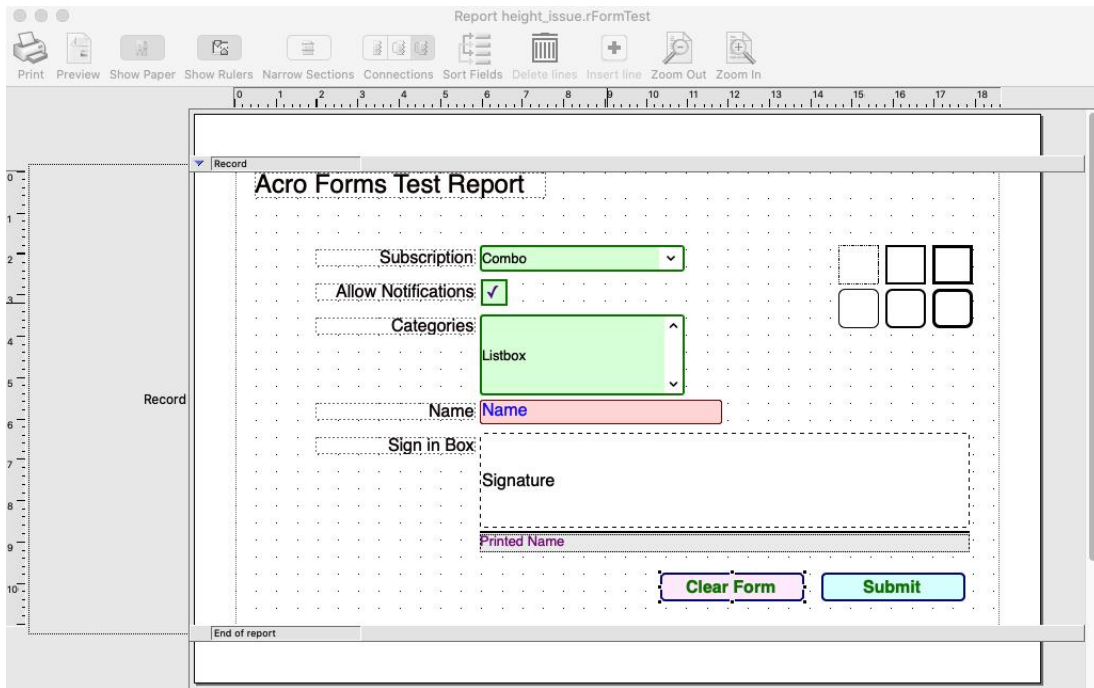 Report height_issue.rFormTest
Print Preview Show Paper Show Rulers Narrow Sections Connections Sort Fields Delete lines Insert line Zoom Out Zoom In
0 1 2 3 4 5 6 7 8 9 10 11 12 13 14 15 16 17 18
Record
0
Acro Forms Test Report
1
2
Subscription Combo
3
Allow Notifications
4
Categories
Listbox
5
Record
6
Name Name
7
Sign in Box
Signature
8
9
Printed Name
10
Clear Form Submit
End of report